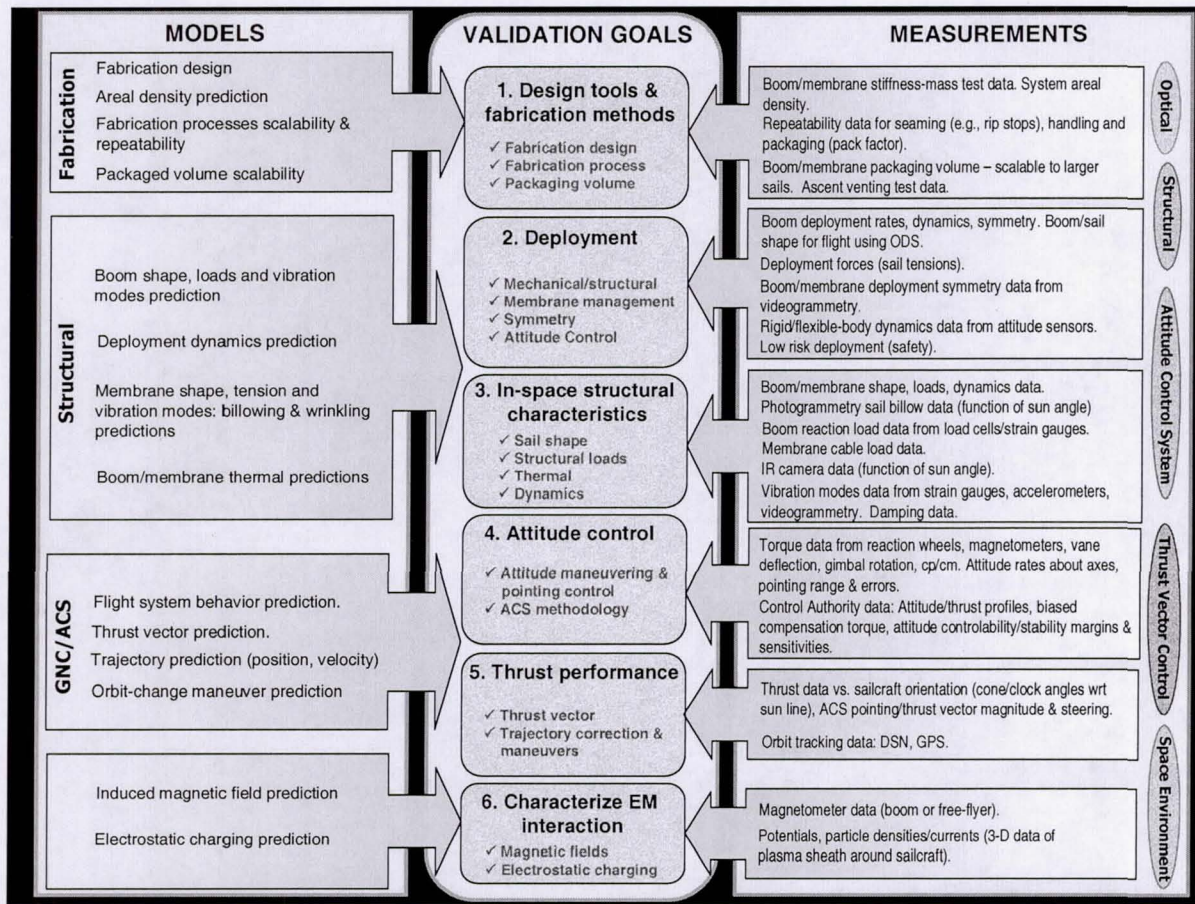 MODELS
Fabrication
Fabrication design
Areal density prediction
Fabrication processes scalability &
repeatability
Packaged volume scalability
Structural
Boom shape, loads and vibration
modes prediction
Deployment dynamics prediction
Membrane shape, tension and
vibration modes: billowing & wrinkling
predictions
Boom/membrane thermal predictions
GNC/ACS
Flight system behavior prediction.
Thrust vector prediction.
Trajectory prediction (position, velocity)
Orbit-change maneuver prediction
Induced magnetic field prediction
Electrostatic charging prediction
VALIDATION GOALS
1. Design tools &
fabrication methods
✓ Fabrication design
✓ Fabrication process
✓ Packaging volume
2. Deployment
✓ Mechanical/structural
✓ Membrane management
✓ Symmetry
✓ Attitude Control
3. In-space structural
characteristics
✓ Sail shape
✓ Structural loads
✓ Thermal
✓ Dynamics
4. Attitude control
✓ Attitude maneuvering &
pointing control
✓ ACS methodology
5. Thrust performance
✓ Thrust vector
✓ Trajectory correction &
maneuvers
6. Characterize EM
interaction
✓ Magnetic fields
✓ Electrostatic charging
MEASUREMENTS
Boom/membrane stiffness-mass test data. System areal
density.
Repeatability data for seaming (e.g., rip stops), handling and
packaging (pack factor).
Boom/membrane packaging volume – scalable to larger
sails. Ascent venting test data.
Boom deployment rates, dynamics, symmetry. Boom/sail
shape for flight using ODS.
Deployment forces (sail tensions).
Boom/membrane deployment symmetry data from
videogrammetry.
Rigid/flexible-body dynamics data from attitude sensors.
Low risk deployment (safety).
Boom/membrane shape, loads, dynamics data.
Photogrammetry sail billow data (function of sun angle)
Boom reaction load data from load cells/strain gauges.
Membrane cable load data.
IR camera data (function of sun angle).
Vibration modes data from strain gauges, accelerometers,
videogrammetry. Damping data.
Torque data from reaction wheels, magnetometers, vane
deflection, gimbal rotation, cp/cm. Attitude rates about axes,
pointing range & errors.
Control Authority data: Attitude/thrust profiles, biased
compensation torque, attitude controlability/stability margins &
sensitivities.
Thrust data vs. sailcraft orientation (cone/clock angles wrt
sun line), ACS pointing/thrust vector magnitude & steering.
Orbit tracking data: DSN, GPS.
Magnetometer data (boom or free-flyer).
Potentials, particle densities/currents (3-D data of
plasma sheath around sailcraft).
Optical
Structural
Attitude Control System
Thrust Vector Control
Space Environment